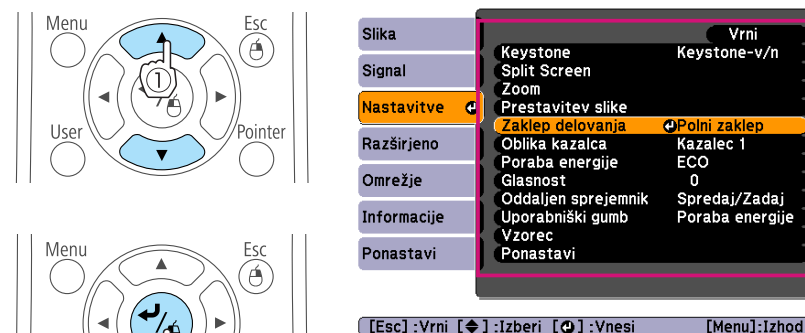 Menu
Esc
1
User
Pointer
Menu
Esc
Slika
Signal
Nastavitve
Razširjeno
Omrežje
Informacije
Ponastavi
Vrni
Keystone Keystone-v/n
Split Screen
Zoom
Prestavitev slike
Zaklep delovanja Polni zaklep
Oblika kazalca Kazalec 1
Poraba energije ECO
Glasnost 0
Oddaljen sprejemnik Spredaj/Zadaj
Uporabniški gumb Poraba energije
Vzorec
Ponastavi
[Esc] :Vrni [◆] :Izberi [↵] :Vnesi [Menu]:Izhod